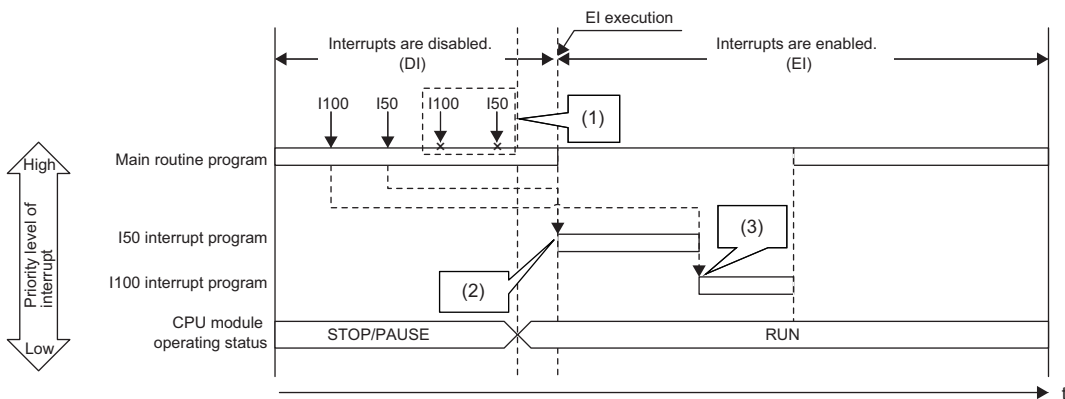 EI execution
Interrupts are disabled.
(DI)
Interrupts are enabled.
(EI)
I100
I50
I100
I50
(1)
High
Priority level of
interrupt
Low
Main routine program
I50 interrupt program
(3)
(2)
I100 interrupt program
CPU module
operating status
STOP/PAUSE
RUN
t